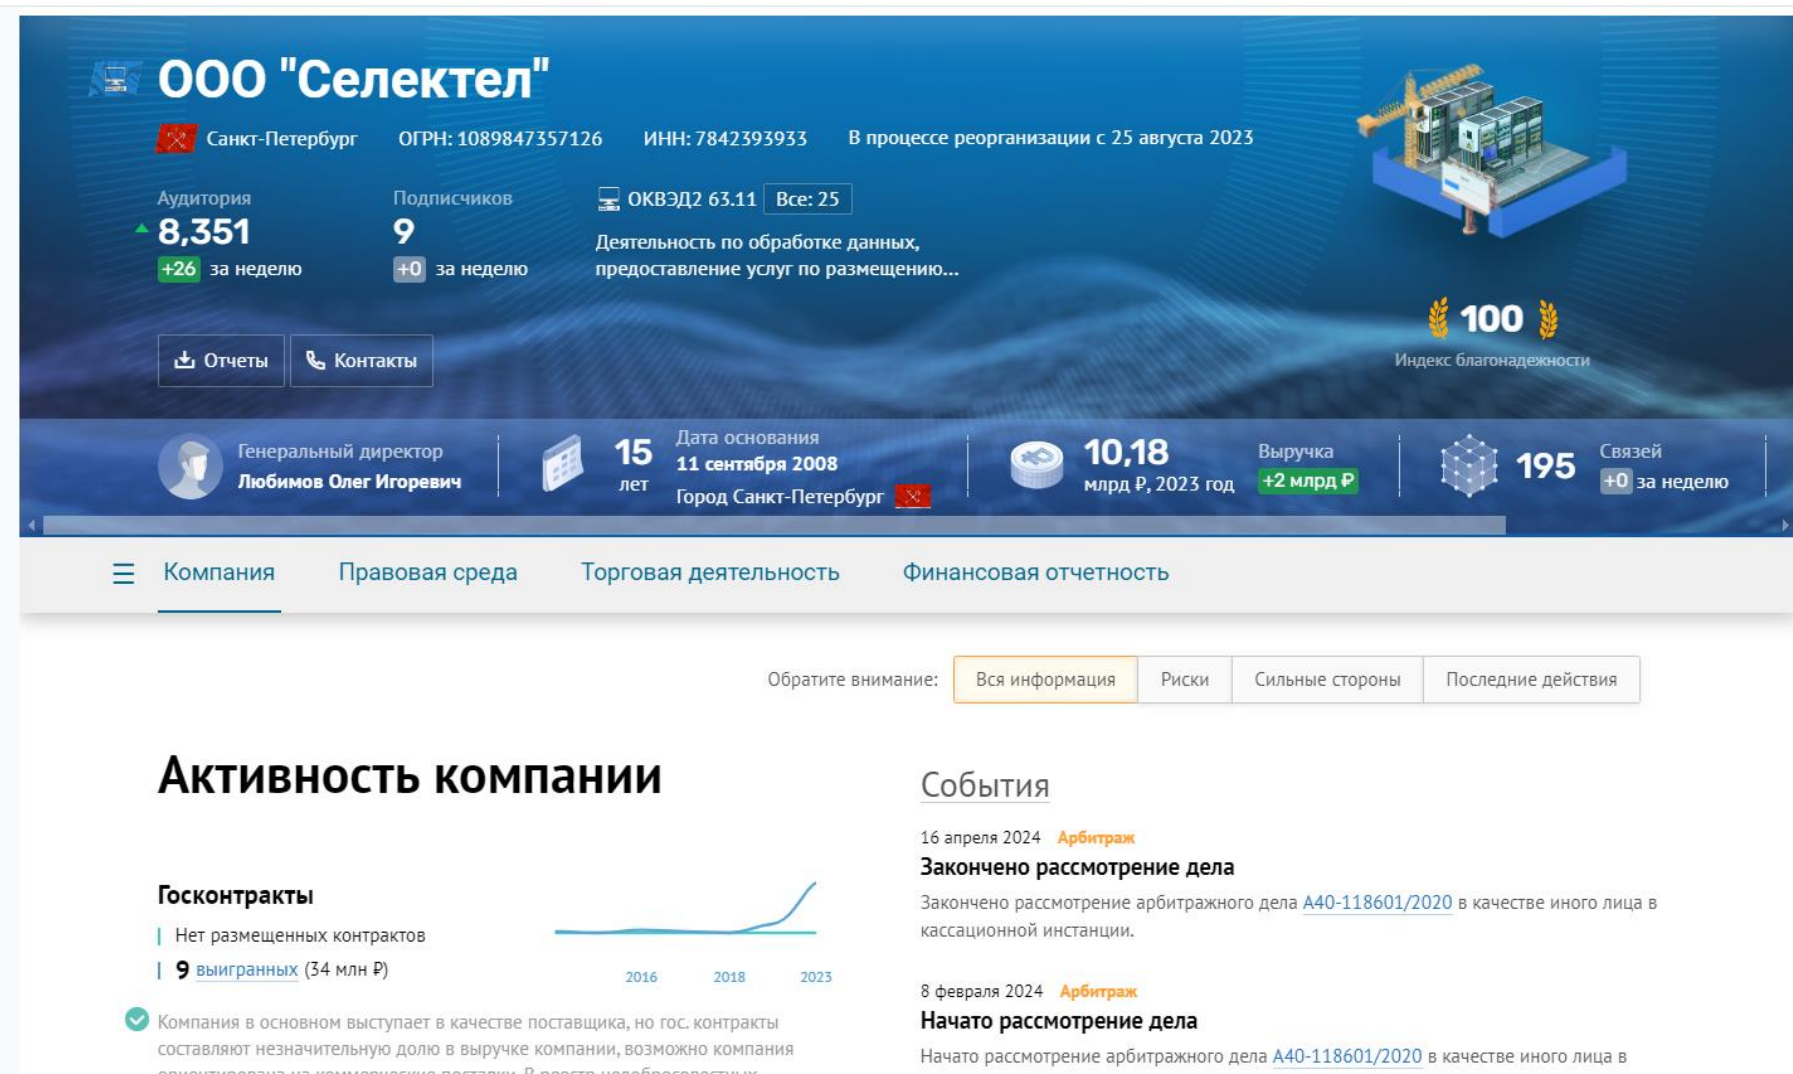 ООО "Селектел"
Санкт-Петербург ОГРН: 1089847357126 ИНН: 7842393933 В процессе реорганизации с 25 августа 2023
Аудитория
8,351
+26 за неделю
Подписчиков
9
+0 за неделю
ОКВЭД2 63.11 Все: 25
Деятельность по обработке данных,
предоставление услуг по размещению...
Отчеты Контакты
100
Индекс благонадежности
Генеральный директор
Любимов Олег Игоревич
15
лет
Дата основания
11 сентября 2008
Город Санкт-Петербург
10,18
млрд ₽, 2023 год
Выручка
+2 млрд ₽
195
Связей
+0 за неделю
Компания Правовая среда Торговая деятельность Финансовая отчетность
Обратите внимание: Вся информация Риски Сильные стороны Последние действия
Активность компании
Госконтракты
Нет размещенных контрактов
9 выигранных (34 млн ₽)
2016 2018 2023
Компания в основном выступает в качестве поставщика, но гос. контракты
составляют незначительную долю в выручке компании, возможно компания
События
16 апреля 2024 Арбитраж
Закончено рассмотрение дела
Закончено рассмотрение арбитражного дела А40-118601/2020 в качестве иного лица в
кассационной инстанции.
8 февраля 2024 Арбитраж
Начато рассмотрение дела
Начато рассмотрение арбитражного дела А40-118601/2020 в качестве иного лица в